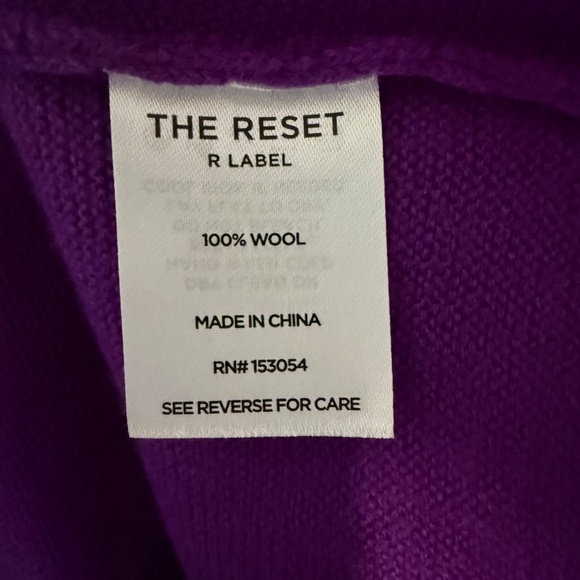 THE RESET
R LABEL
100% WOOL
MADE IN CHINA
RN# 153054
SEE REVERSE FOR CARE